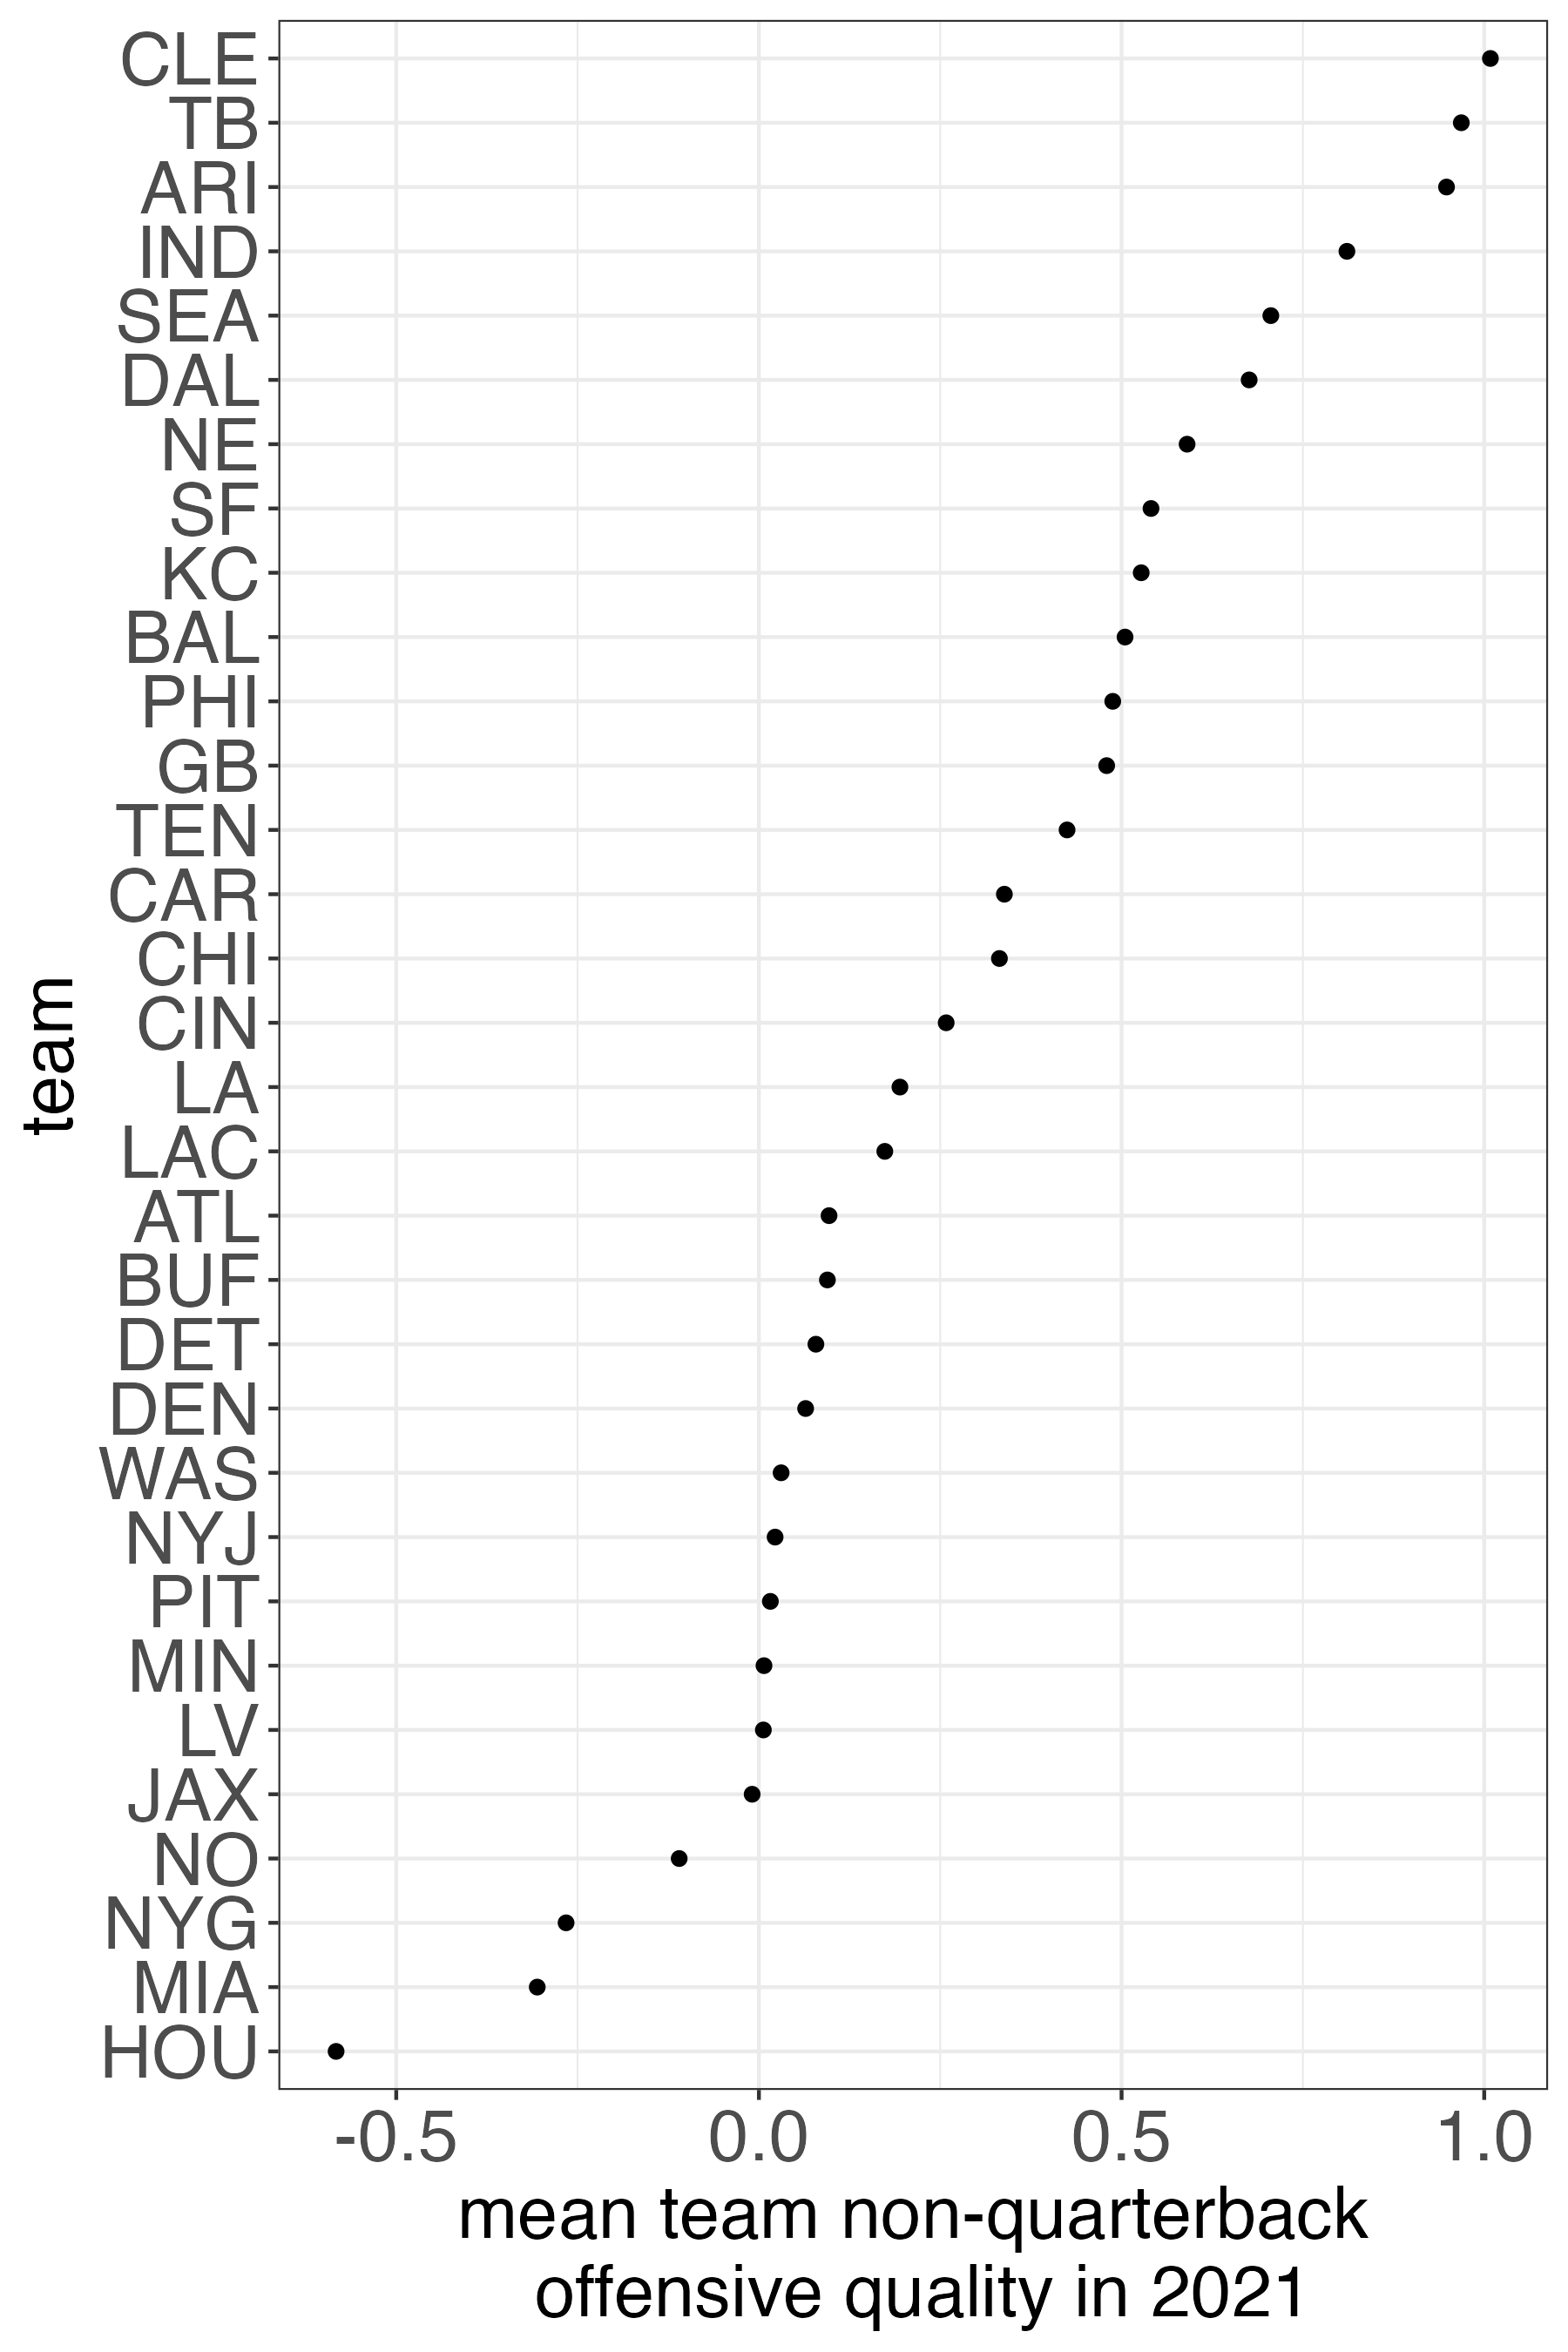 CLE
TB
ARI
IND
SEA
DAL
NE
SF
KC
BAL
PHI
GB
TEN
CAR
CHI
CIN
LA
LAC
ATL
BUF
DET
DEN
WAS
NYJ
PIT
MIN
LV
JAX
NO
NYG
MIA
HOU
team
-0.5 0.0 0.5 1.0
mean team non-quarterback
offensive quality in 2021